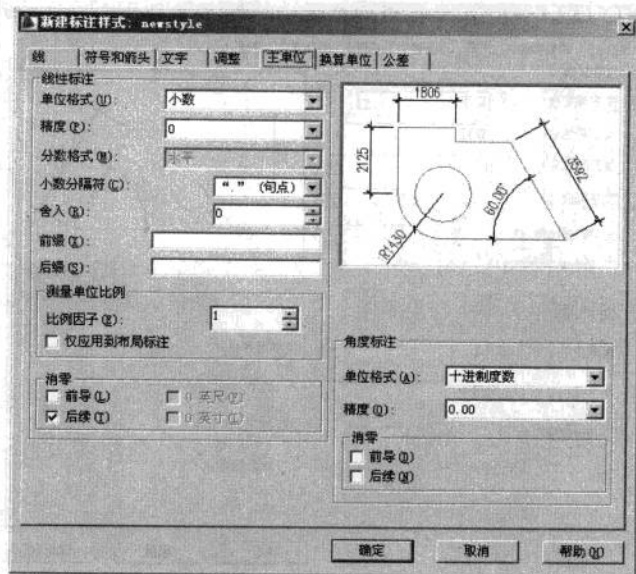 新建标注样式: newstyle
线 符号和箭头 文字 调整 主单位 换算单位 公差
线性标注
单位格式(U): 小数
精度(P): 0
分数格式(M): 水平
小数分隔符(C): “.” (句点)
舍入(R): 0
前缀(X):
后缀(S):
测量单位比例
比例因子(E): 1
仅应用到布局标注
消零
前导(L) 0 英尺(F)
后续(T) 0 英寸(I)
1806
2125
3592
60.00°
R1430
角度标注
单位格式(A): 十进制度数
精度(O): 0.00
消零
前导(D)
后续(N)
确定 取消 帮助(H)